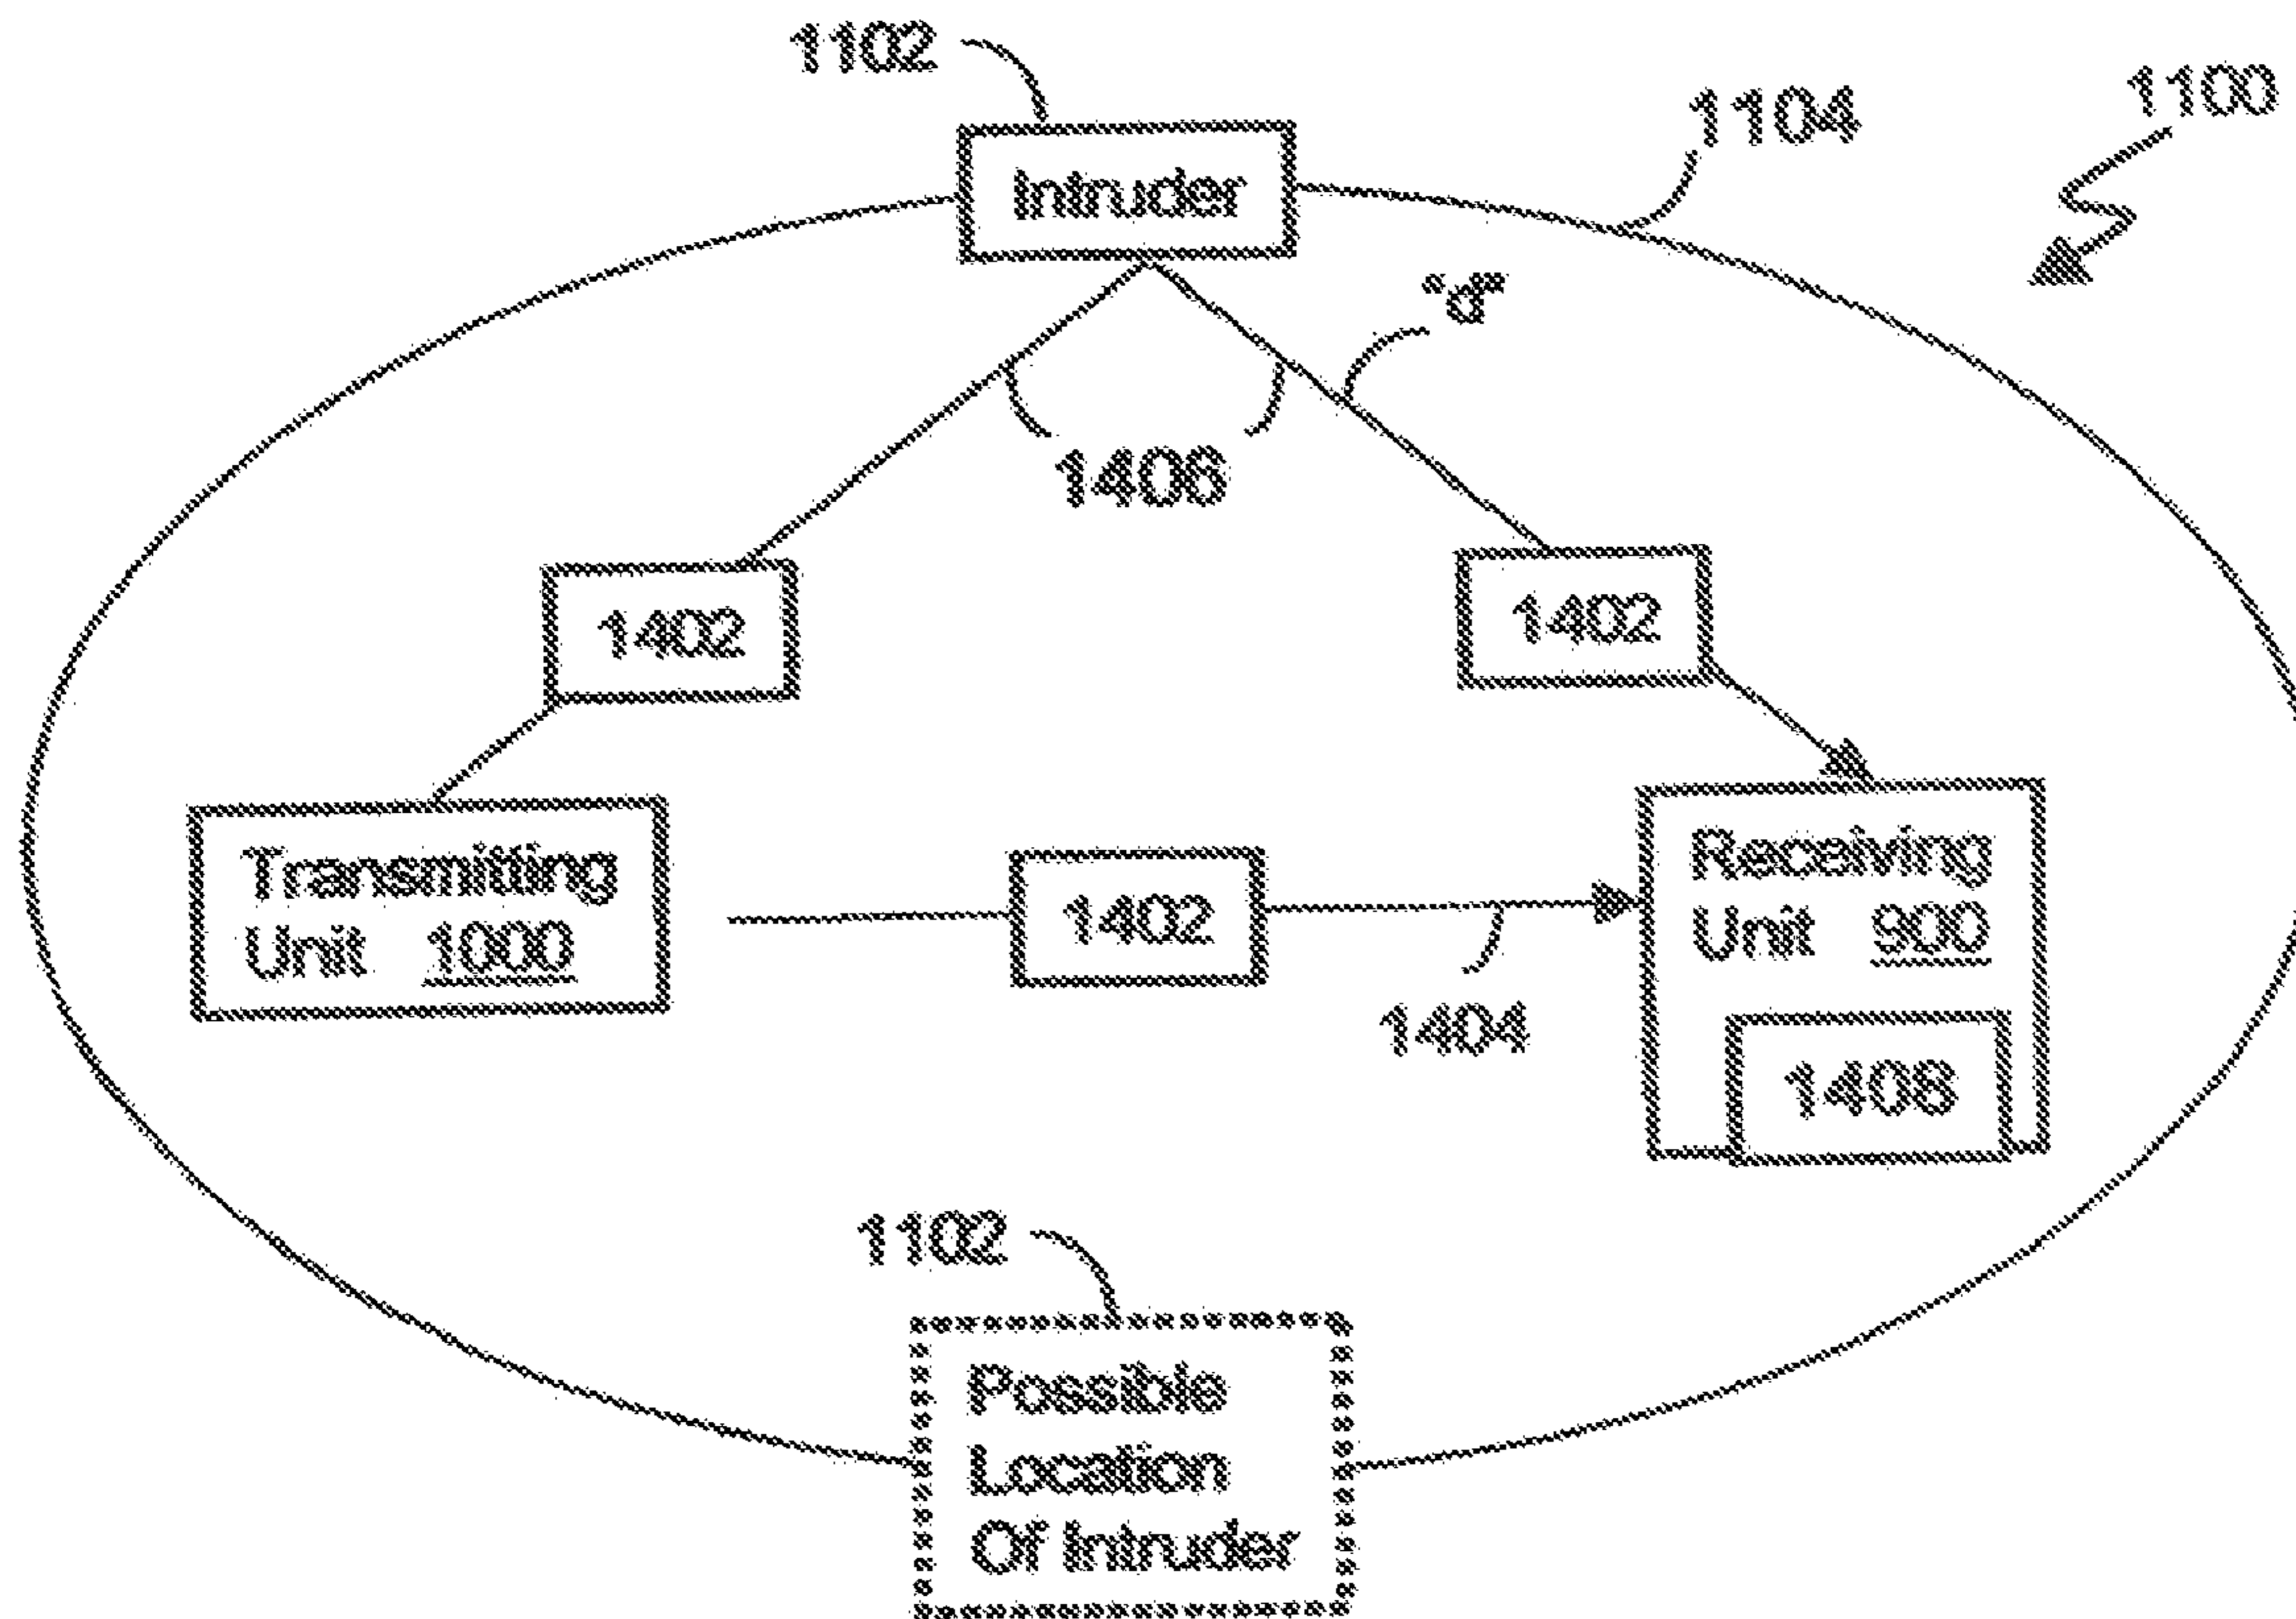 1102
1104
1100
Intruder
"d"
1406
1402
1402
Transmitting
Unit 1000
1402
Receiving
Unit 900
1404
1408
1102
Possible
Location
Of Intruder